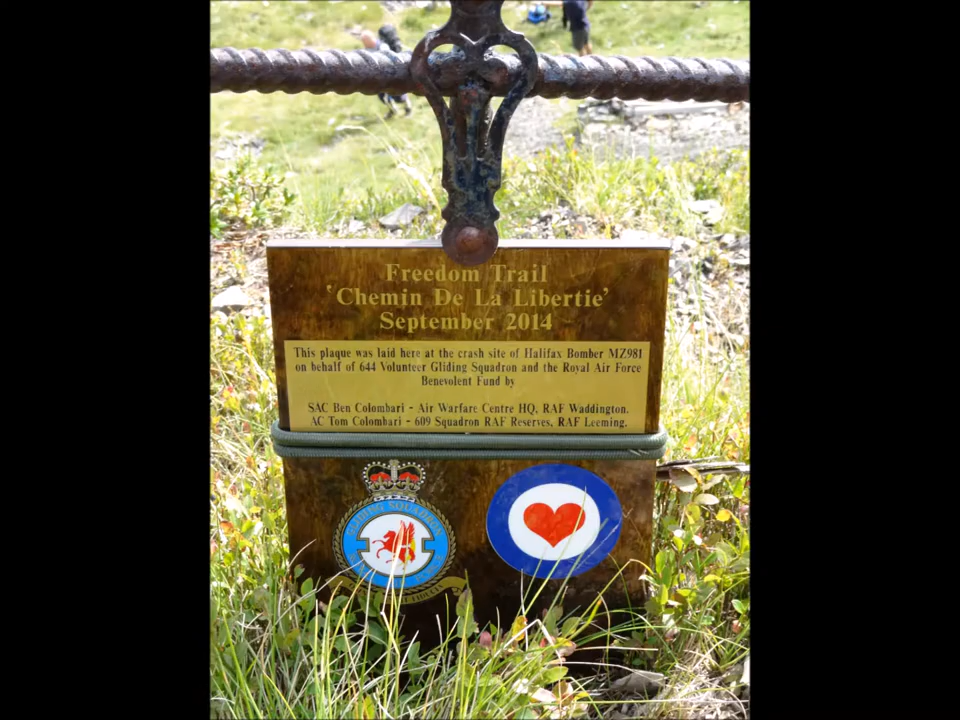 Freedom Trail
'Chemin De La Libertie'
September 2014
This plaque was laid here at the crash site of Halifax Bomber MZ981
on behalf of 644 Volunteer Gliding Squadron and the Royal Air Force
Benevolent Fund by
SAC Ben Colombari - Air Warfare Centre HQ, RAF Waddington.
AC Tom Colombari - 609 Squadron RAF Reserves, RAF Leeming.
GLIDING SQUADRON